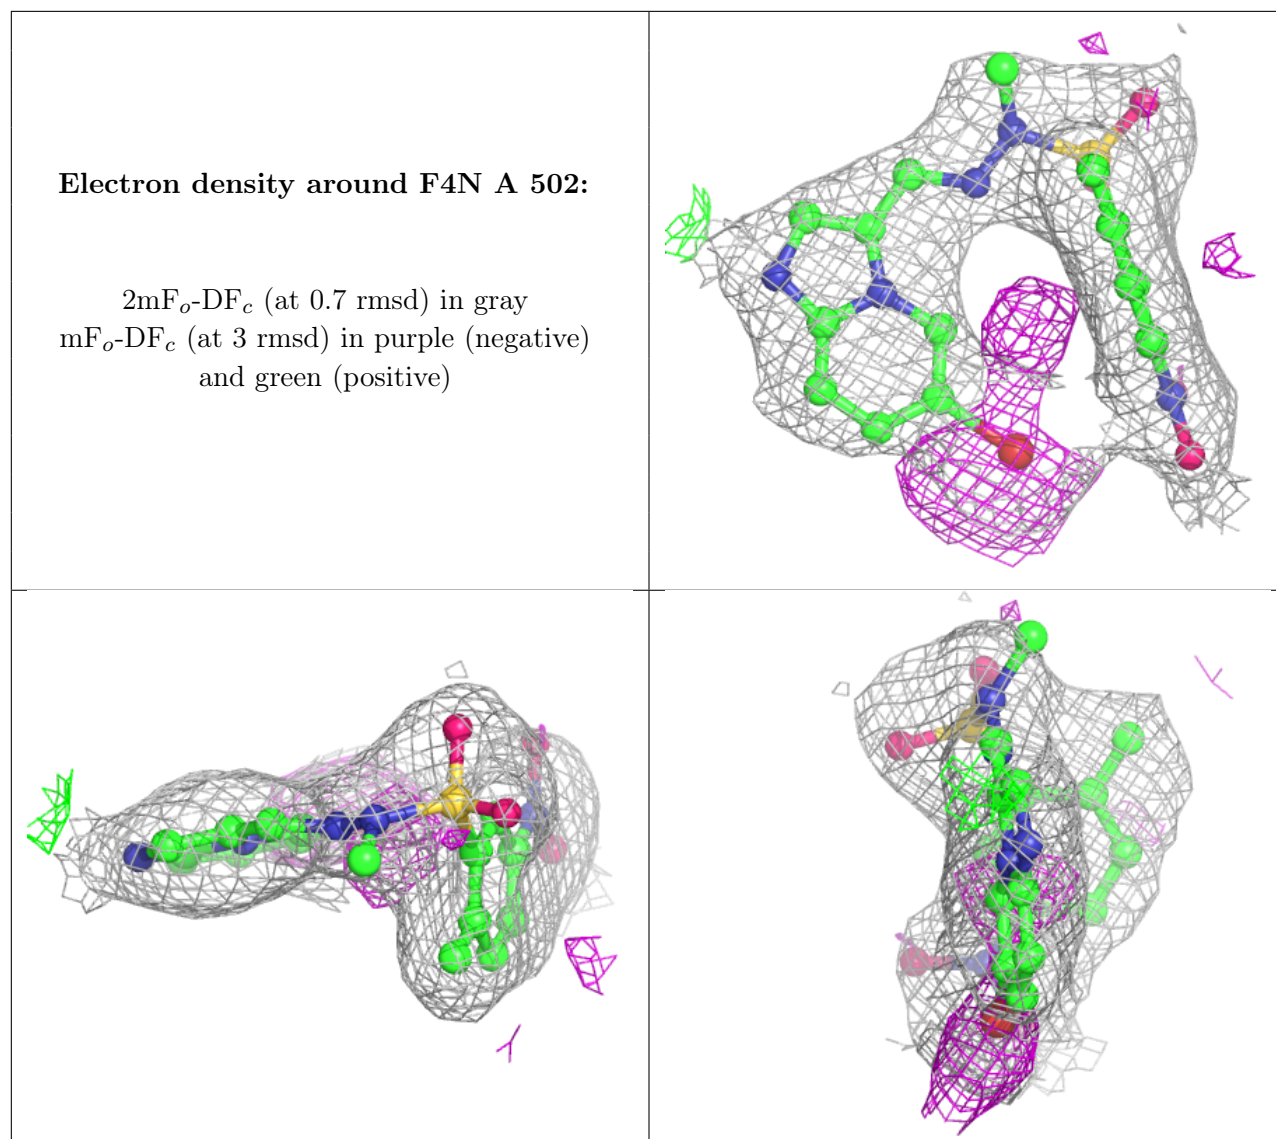 Electron density around F4N A 502:
2mFₒ-DF𝒸 (at 0.7 rmsd) in gray
mFₒ-DF𝒸 (at 3 rmsd) in purple (negative)
and green (positive)